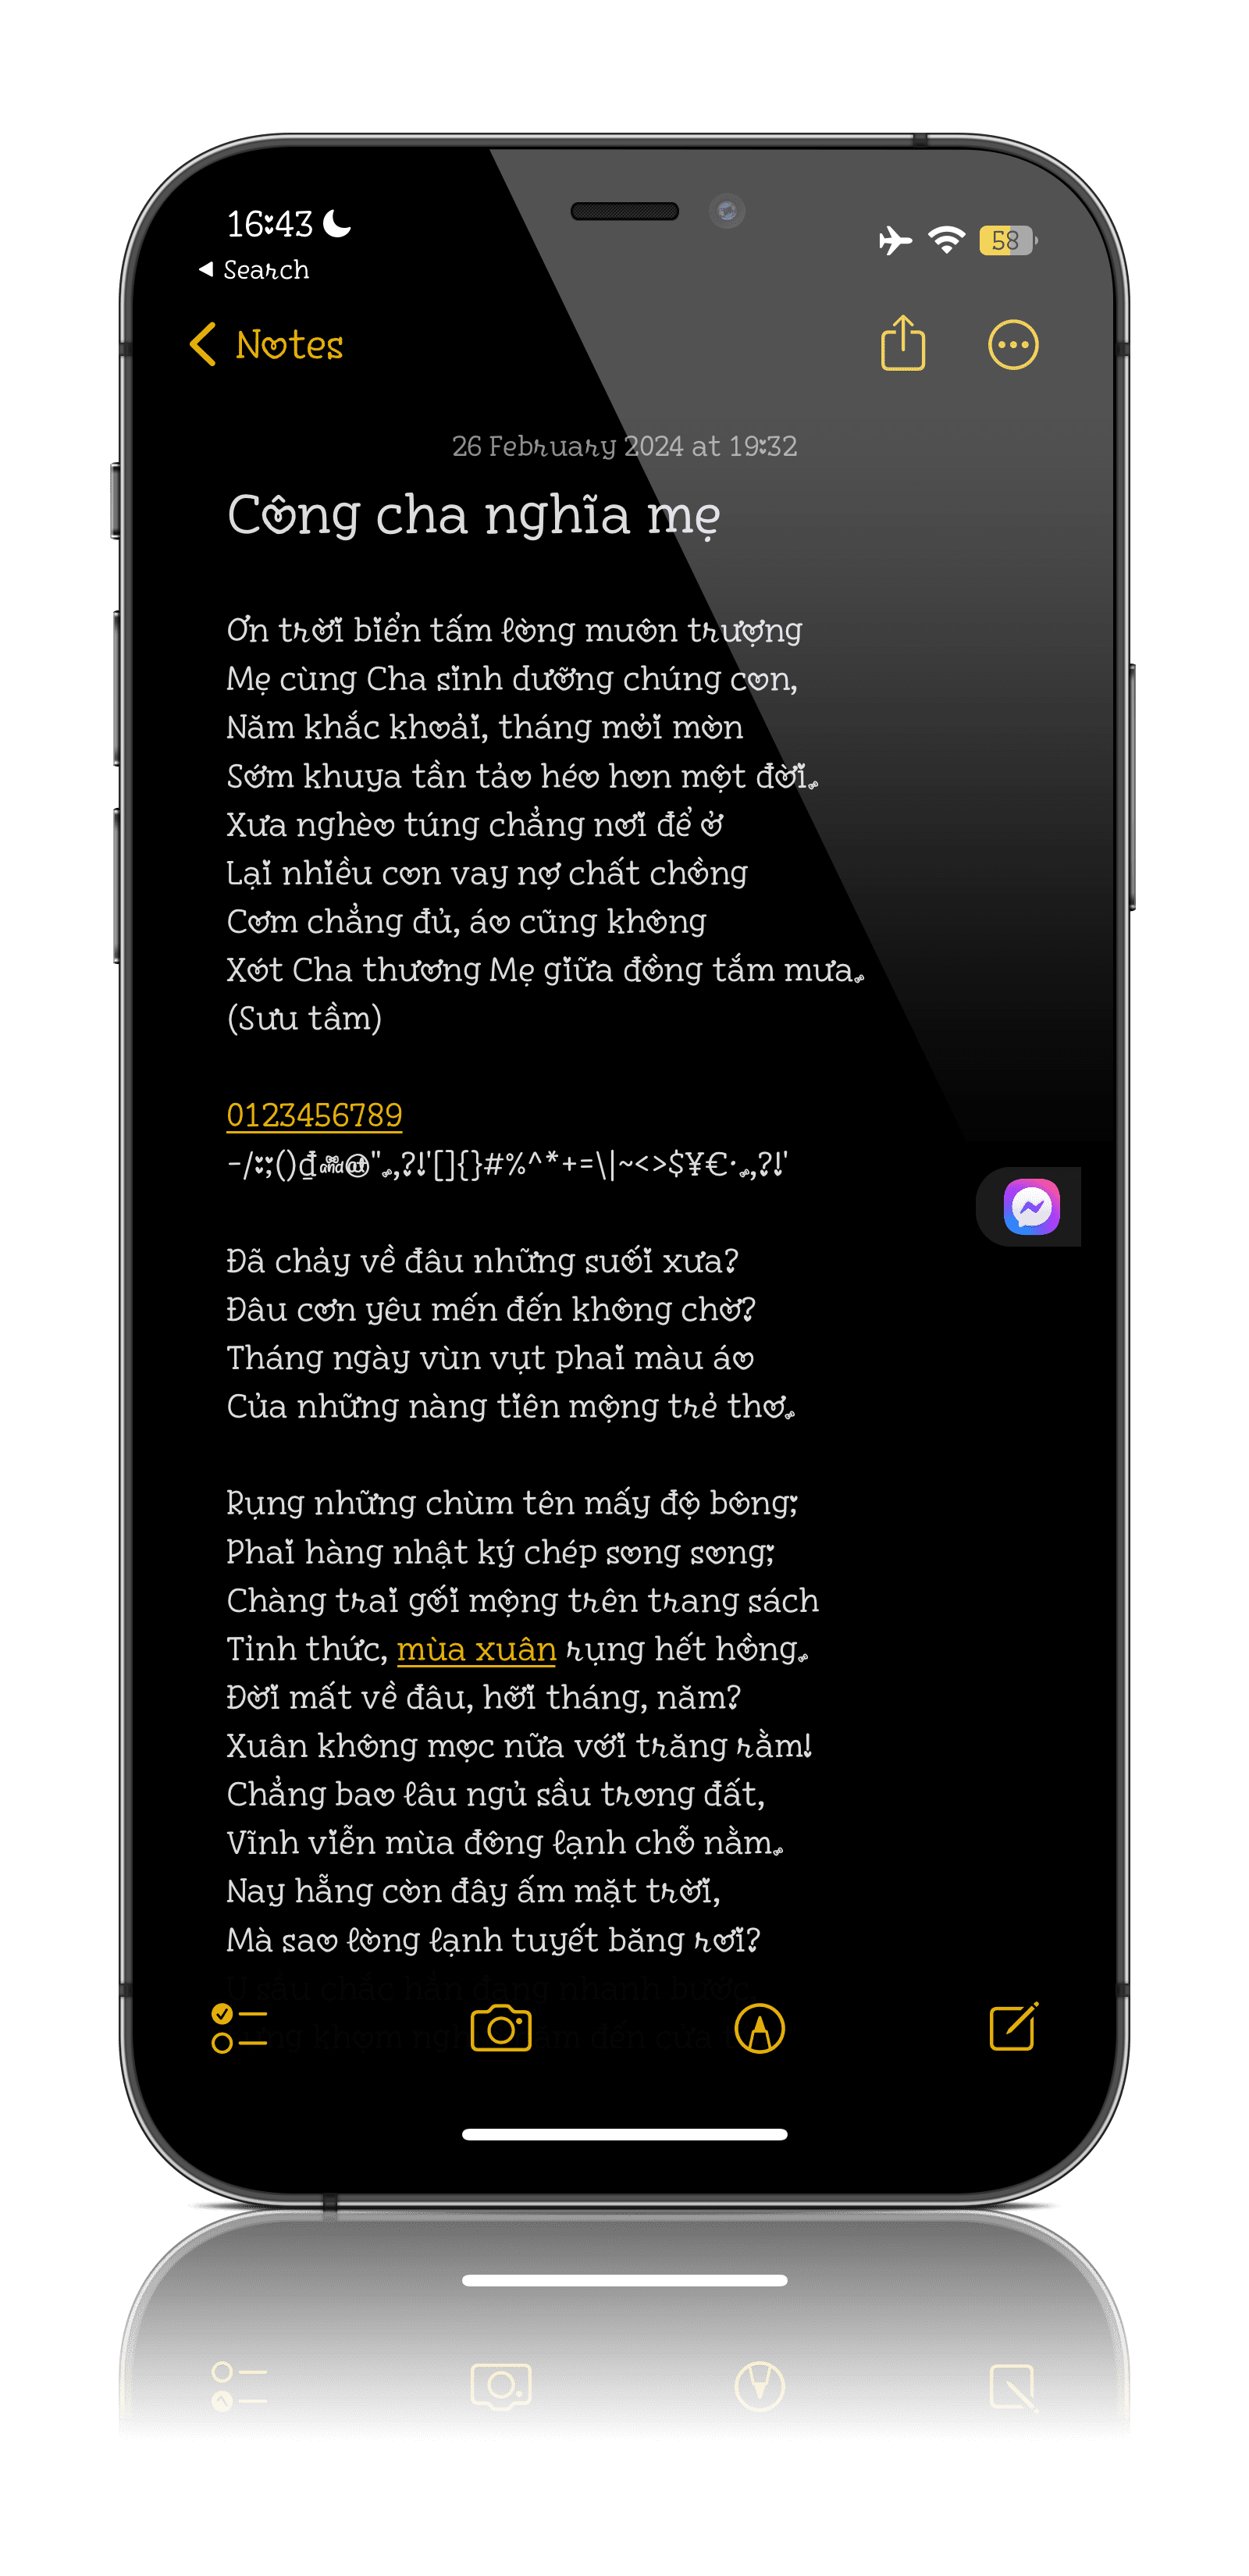 16:43
58
Search
Notes
26 February 2024 at 19:32
Công cha nghĩa mẹ
Ơn trời biển tấm lòng muôn trượng
Mẹ cùng Cha sinh dưỡng chúng con,
Năm khắc khoải, tháng mỏi mòn
Sớm khuya tần tảo héo hon một đời.
Xưa nghèo túng chẳng nơi để ở
Lại nhiều con vay nợ chất chồng
Cơm chẳng đủ, áo cũng không
Xót Cha thương Mẹ giữa đồng tắm mưa.
(Sưu tầm)
0123456789
-/:;()₫&@".,?!'[]{}#%^*+=\|~<>$¥€·.,?!'
Đã chảy về đâu những suối xưa?
Đâu cơn yêu mến đến không chờ?
Tháng ngày vùn vụt phai màu áo
Của những nàng tiên mộng trẻ thơ.
Rụng những chùm tên mấy độ bông;
Phai hàng nhật ký chép song song;
Chàng trai gối mộng trên trang sách
Tỉnh thức, mùa xuân rụng hết hồng.
Đời mất về đâu, hỡi tháng, năm?
Xuân không mọc nữa với trăng rằm!
Chẳng bao lâu ngủ sầu trong đất,
Vĩnh viễn mùa đông lạnh chỗ nằm.
Nay hẵng còn đây ấm mặt trời,
Mà sao lòng lạnh tuyết băng rơi?
U sầu chắc hẳn đang nhanh bước